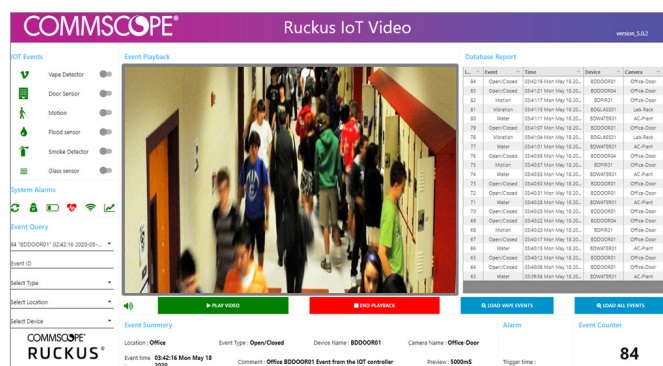 COMMSCOPE®
Ruckus IoT Video
version_5.0.2
IOT Events
Vape Detector
Door Sensor
Motion
Flood sensor
Smoke Detector
Glass sensor
System Alarms
Event Query
84 "BDDOOR01" 02:42:16 2020-05-...
Event ID
Select Type
Select Location
Select Device
COMMSCOPE®
RUCKUS®
Event Playback
PLAY VIDEO
END PLAYBACK
Event Summery
Location : Office
Event Type : Open/Closed
Device Name : BDDOOR01
Camera Name : Office-Door
Event time : 03:42:16 Mon May 18 2020
Comment : Office BDDOOR01 Event from the IOT controller
Preview : 5000mS
Database Report
I... Event Time Device Camera
84 Open/Closed 03:42:16 Mon May 18 20... BDDOOR01 Office-Door
83 Open/Closed 03:41:21 Mon May 18 20... BDDOOR04 Office-Door
82 Motion 03:41:17 Mon May 18 20... BDPIR01 Office-Door
81 Vibration 03:41:13 Mon May 18 20... BDGLASS01 Lab-Rack
80 Water 03:41:11 Mon May 18 20... BDWATER01 AC-Plant
79 Open/Closed 03:41:07 Mon May 18 20... BDDOOR01 Office-Door
78 Vibration 03:41:04 Mon May 18 20... BDGLASS01 Lab-Rack
77 Water 03:41:01 Mon May 18 20... BDWATER01 AC-Plant
76 Open/Closed 03:40:58 Mon May 18 20... BDDOOR04 Office-Door
75 Motion 03:40:57 Mon May 18 20... BDPIR01 Office-Door
74 Water 03:40:53 Mon May 18 20... BDWATER01 AC-Plant
73 Open/Closed 03:40:50 Mon May 18 20... BDDOOR01 Office-Door
72 Open/Closed 03:40:31 Mon May 18 20... BDDOOR01 Office-Door
71 Water 03:40:28 Mon May 18 20... BDWATER01 AC-Plant
70 Open/Closed 03:40:25 Mon May 18 20... BDDOOR01 Office-Door
69 Open/Closed 03:40:22 Mon May 18 20... BDDOOR04 Office-Door
68 Motion 03:40:20 Mon May 18 20... BDPIR01 Office-Door
67 Open/Closed 03:40:17 Mon May 18 20... BDDOOR01 Office-Door
66 Water 03:40:15 Mon May 18 20... BDWATER01 AC-Plant
65 Open/Closed 03:40:12 Mon May 18 20... BDDOOR01 Office-Door
64 Open/Closed 03:40:08 Mon May 18 20... BDDOOR01 Office-Door
63 Water 03:39:58 Mon May 18 20... BDWATER01 AC-Plant
LOAD VAPE EVENTS
LOAD ALL EVENTS
Alarm
Trigger time :
Event Counter
84